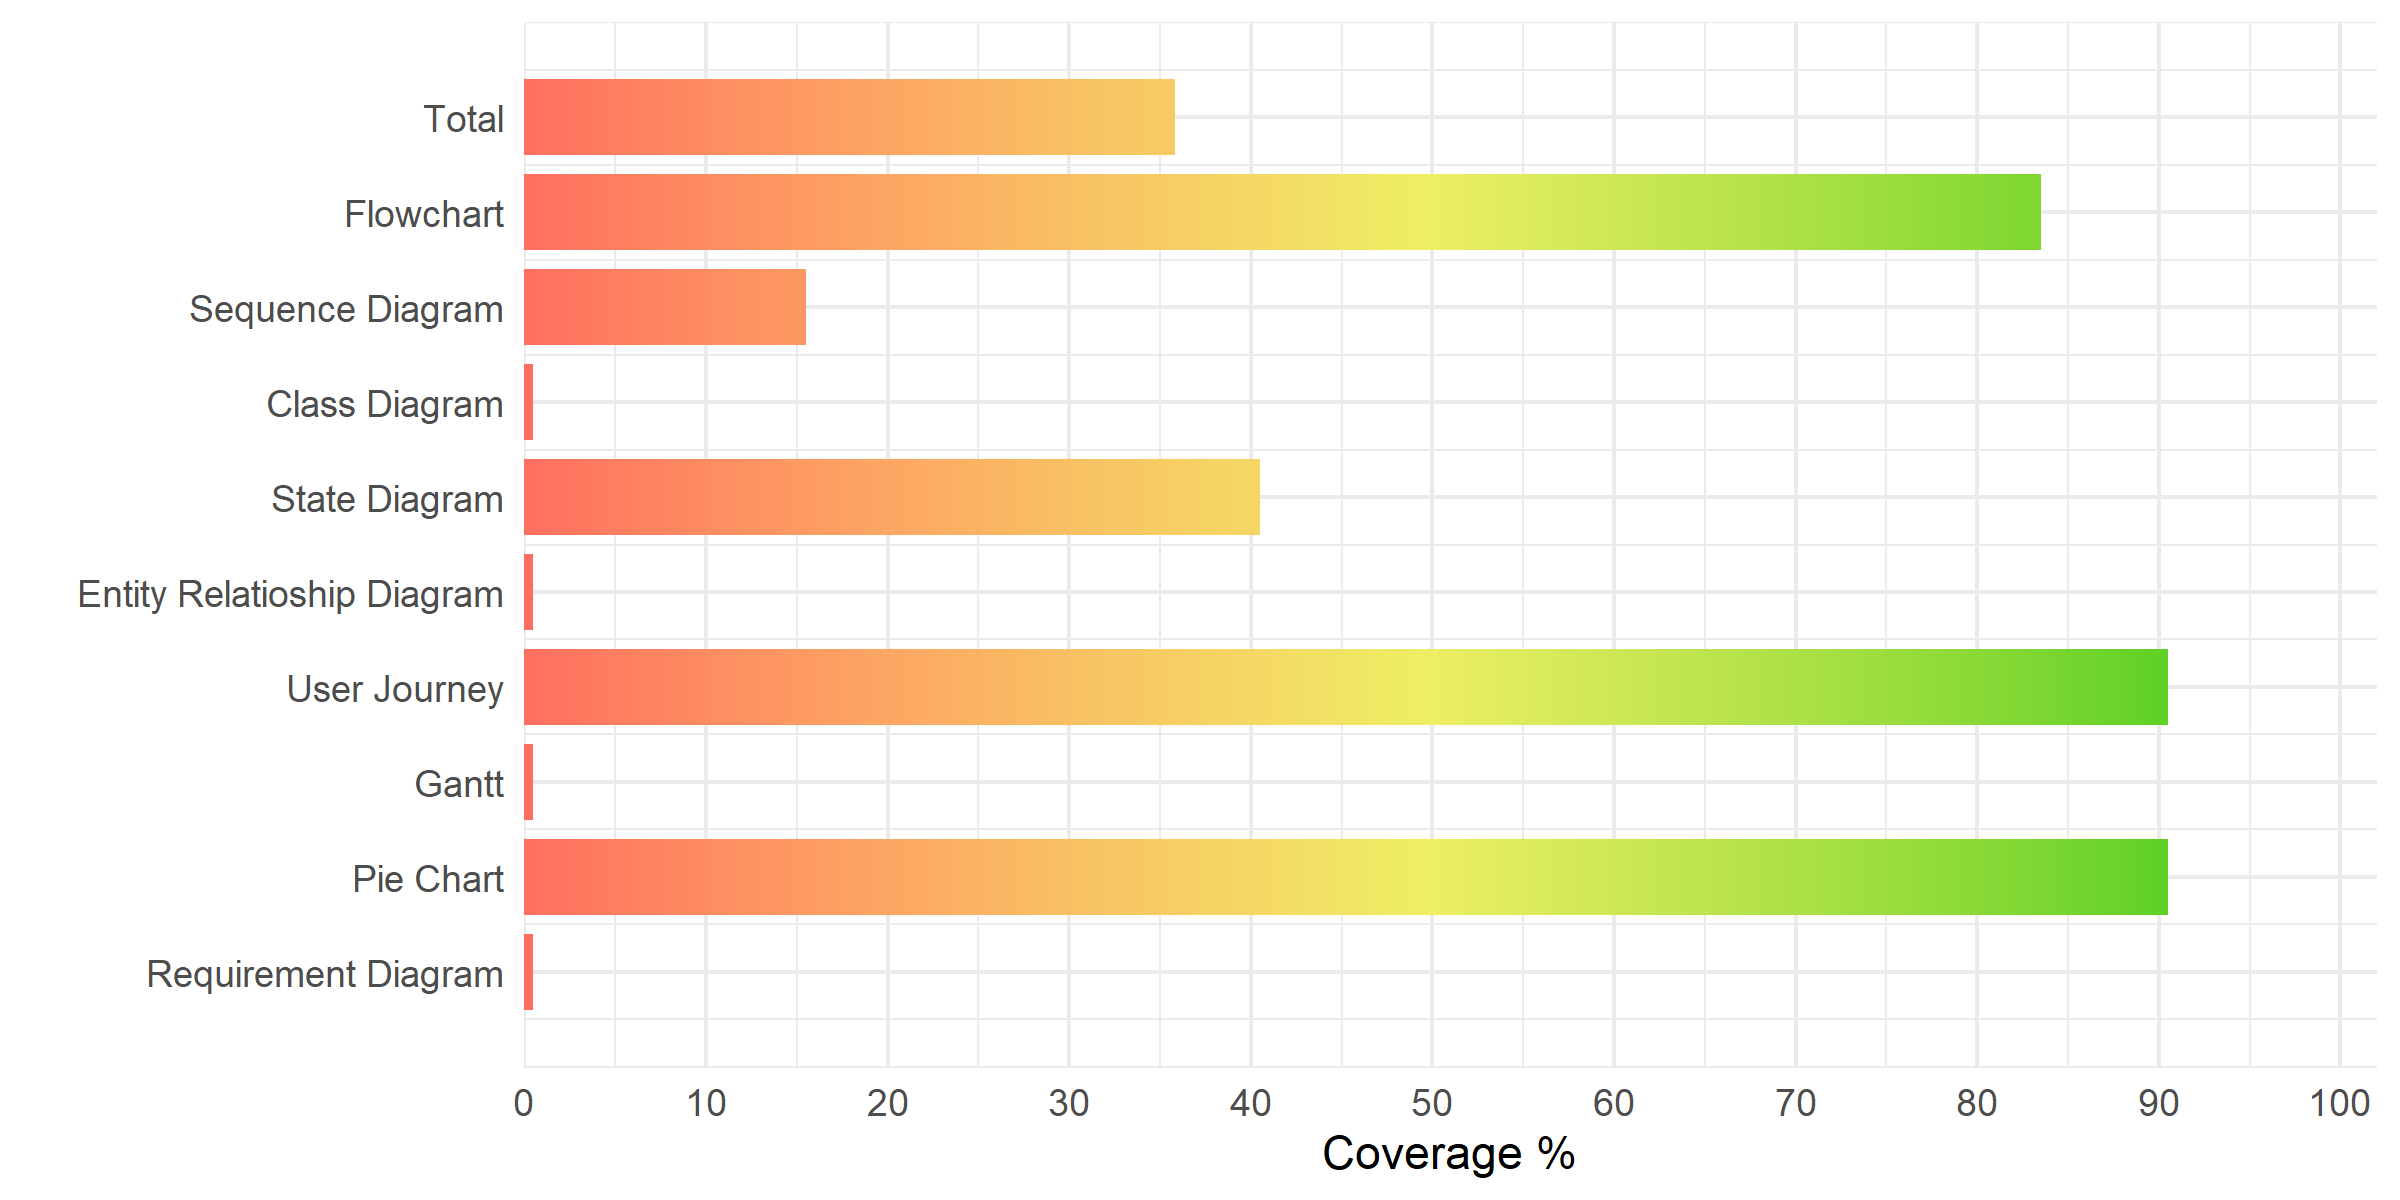 Total
Flowchart
Sequence Diagram
Class Diagram
State Diagram
Entity Relatioship Diagram
User Journey
Gantt
Pie Chart
Requirement Diagram
0 10 20 30 40 50 60 70 80 90 100
Coverage %